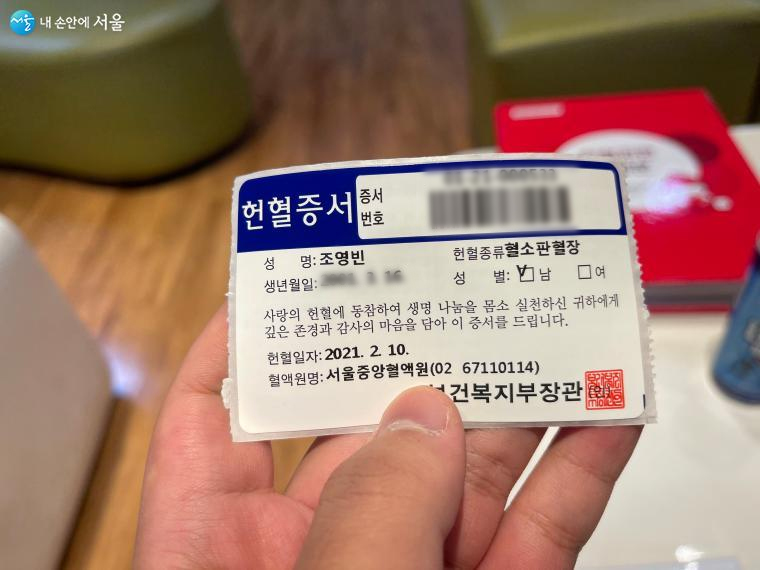 내 손안에 서울
헌혈증서
증서
번호
성 명: 조영빈
헌혈종류: 혈소판혈장
생년월일:
성 별: 남 여
사랑의 헌혈에 동참하여 생명 나눔을 몸소 실천하신 귀하에게
깊은 존경과 감사의 마음을 담아 이 증서를 드립니다.
헌혈일자: 2021. 2. 10.
혈액원명: 서울중앙혈액원(02 67110114)
보건복지부장관 (인)